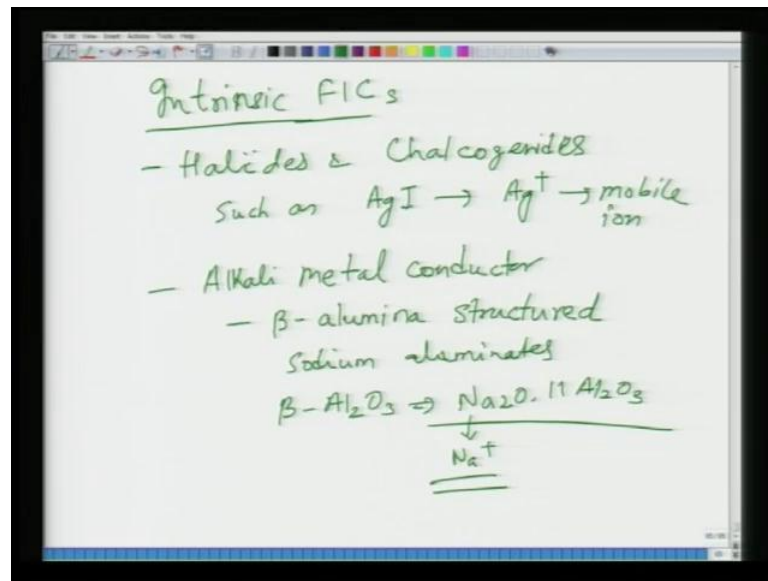 Intrinsic FICs
- Halides & Chalcogenides
such as AgI → Ag⁺ → mobile
ion
- Alkali metal conductor
- β-alumina structured
Sodium aluminates
β-Al₂O₃ ⇒ Na₂O. 11 Al₂O₃
↓
Na⁺